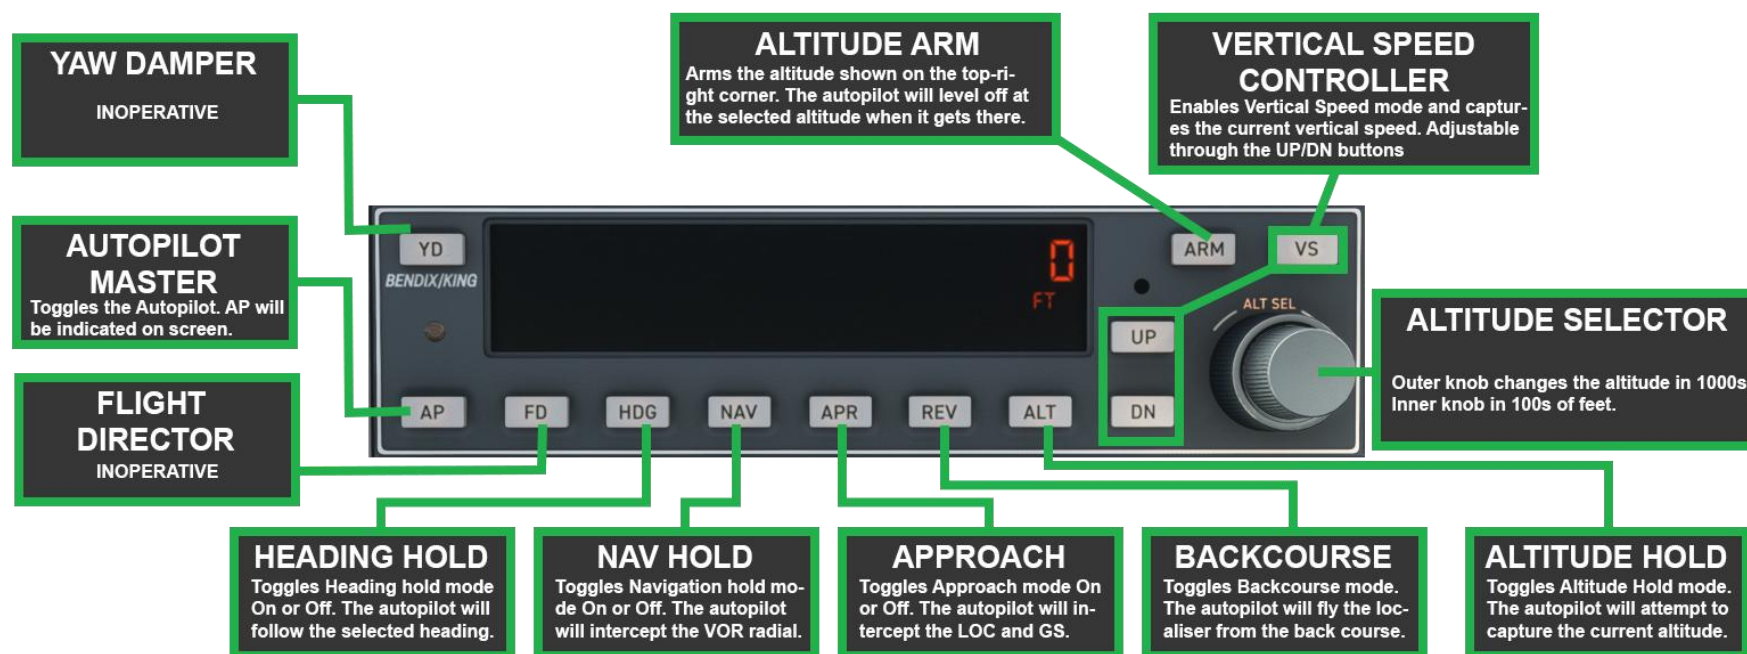 YAW DAMPER
INOPERATIVE
ALTITUDE ARM
Arms the altitude shown on the top-ri-
ght corner. The autopilot will level off at
the selected altitude when it gets there.
VERTICAL SPEED
CONTROLLER
Enables Vertical Speed mode and captur-
es the current vertical speed. Adjustable
through the UP/DN buttons
AUTOPILOT
MASTER
Toggles the Autopilot. AP will
be indicated on screen.
FLIGHT
DIRECTOR
INOPERATIVE
YD
BENDIX/KING
0
FT
ARM
VS
ALT SEL
UP
DN
AP
FD
HDG
NAV
APR
REV
ALT
ALTITUDE SELECTOR
Outer knob changes the altitude in 1000s
Inner knob in 100s of feet.
HEADING HOLD
Toggles Heading hold mode
On or Off. The autopilot will
follow the selected heading.
NAV HOLD
Toggles Navigation hold mo-
de On or Off. The autopilot
will intercept the VOR radial.
APPROACH
Toggles Approach mode On
or Off. The autopilot will in-
tercept the LOC and GS.
BACKCOURSE
Toggles Backcourse mode.
The autopilot will fly the loc-
aliser from the back course.
ALTITUDE HOLD
Toggles Altitude Hold mode.
The autopilot will attempt to
capture the current altitude.